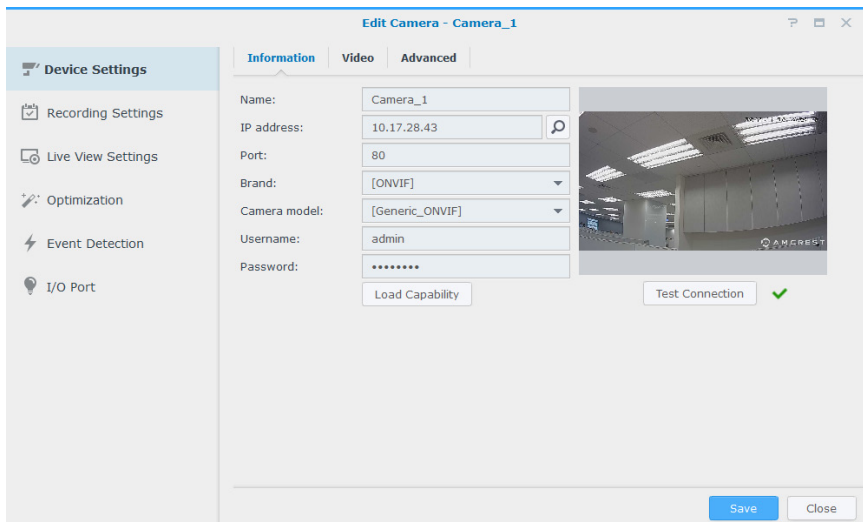 Edit Camera - Camera_1
Device Settings
Recording Settings
Live View Settings
Optimization
Event Detection
I/O Port
Information Video Advanced
Name: Camera_1
IP address: 10.17.28.43
Port: 80
Brand: [ONVIF]
Camera model: [Generic_ONVIF]
Username: admin
Password: ••••••••
Load Capability
AMCREST
Test Connection
Save Close